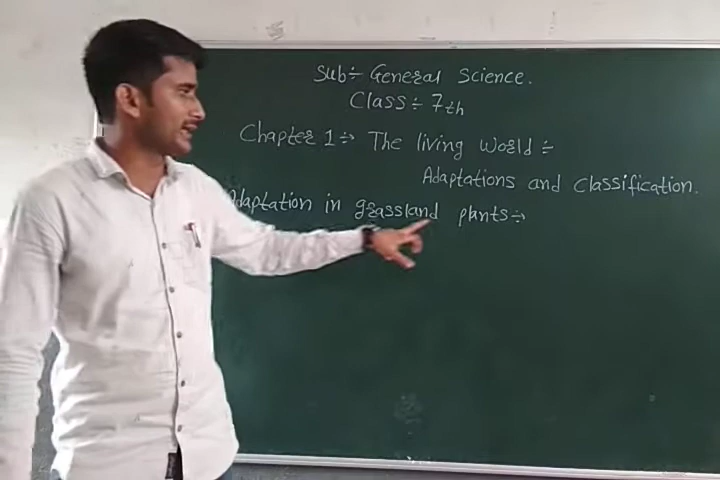 Sub÷ General Science.
Class÷ 7th
Chapter 1÷ The living world÷
Adaptations and Classification.
Adaptation in grassland plants÷